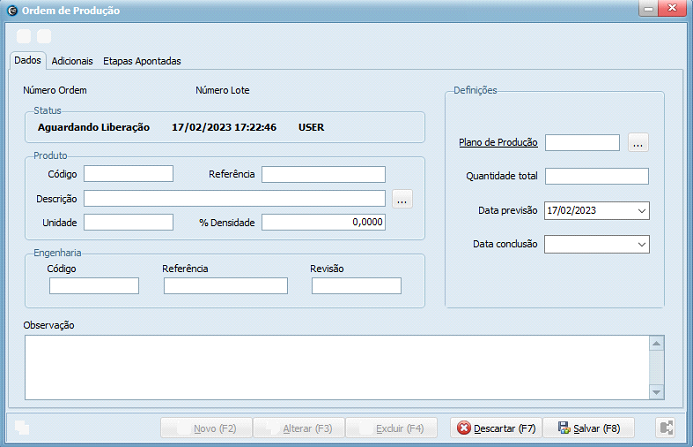 Ordem de Produção
Dados Adicionais Etapas Apontadas
Número Ordem Número Lote
Status
Aguardando Liberação 17/02/2023 17:22:46 USER
Produto
Código Referência
Descrição ...
Unidade % Densidade 0,0000
Engenharia
Código Referência Revisão
Definições
Plano de Produção ...
Quantidade total
Data previsão 17/02/2023
Data conclusão
Observação
Novo (F2) Alterar (F3) Excluir (F4) Descartar (F7) Salvar (F8)